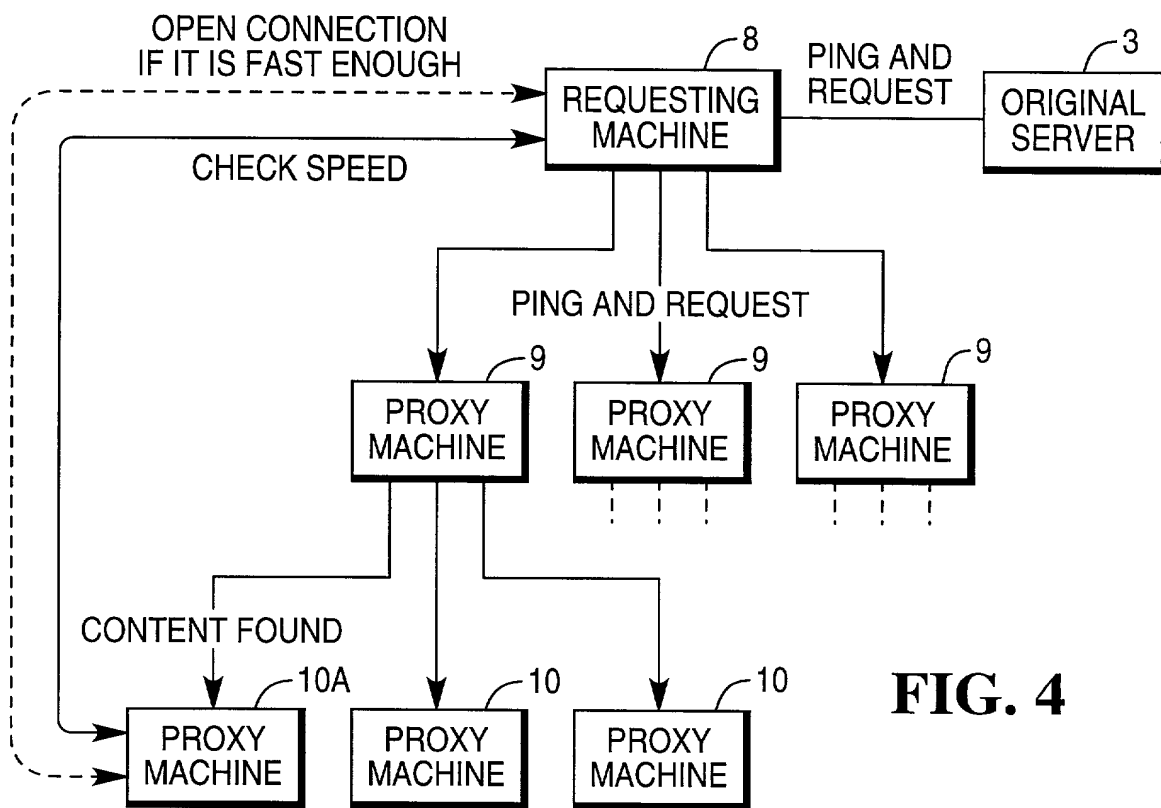 OPEN CONNECTION
IF IT IS FAST ENOUGH
8
PING AND
REQUEST
3
REQUESTING
MACHINE
ORIGINAL
SERVER
CHECK SPEED
PING AND REQUEST
9
9
9
PROXY
MACHINE
PROXY
MACHINE
PROXY
MACHINE
CONTENT FOUND
10A
10
10
PROXY
MACHINE
PROXY
MACHINE
PROXY
MACHINE
FIG. 4